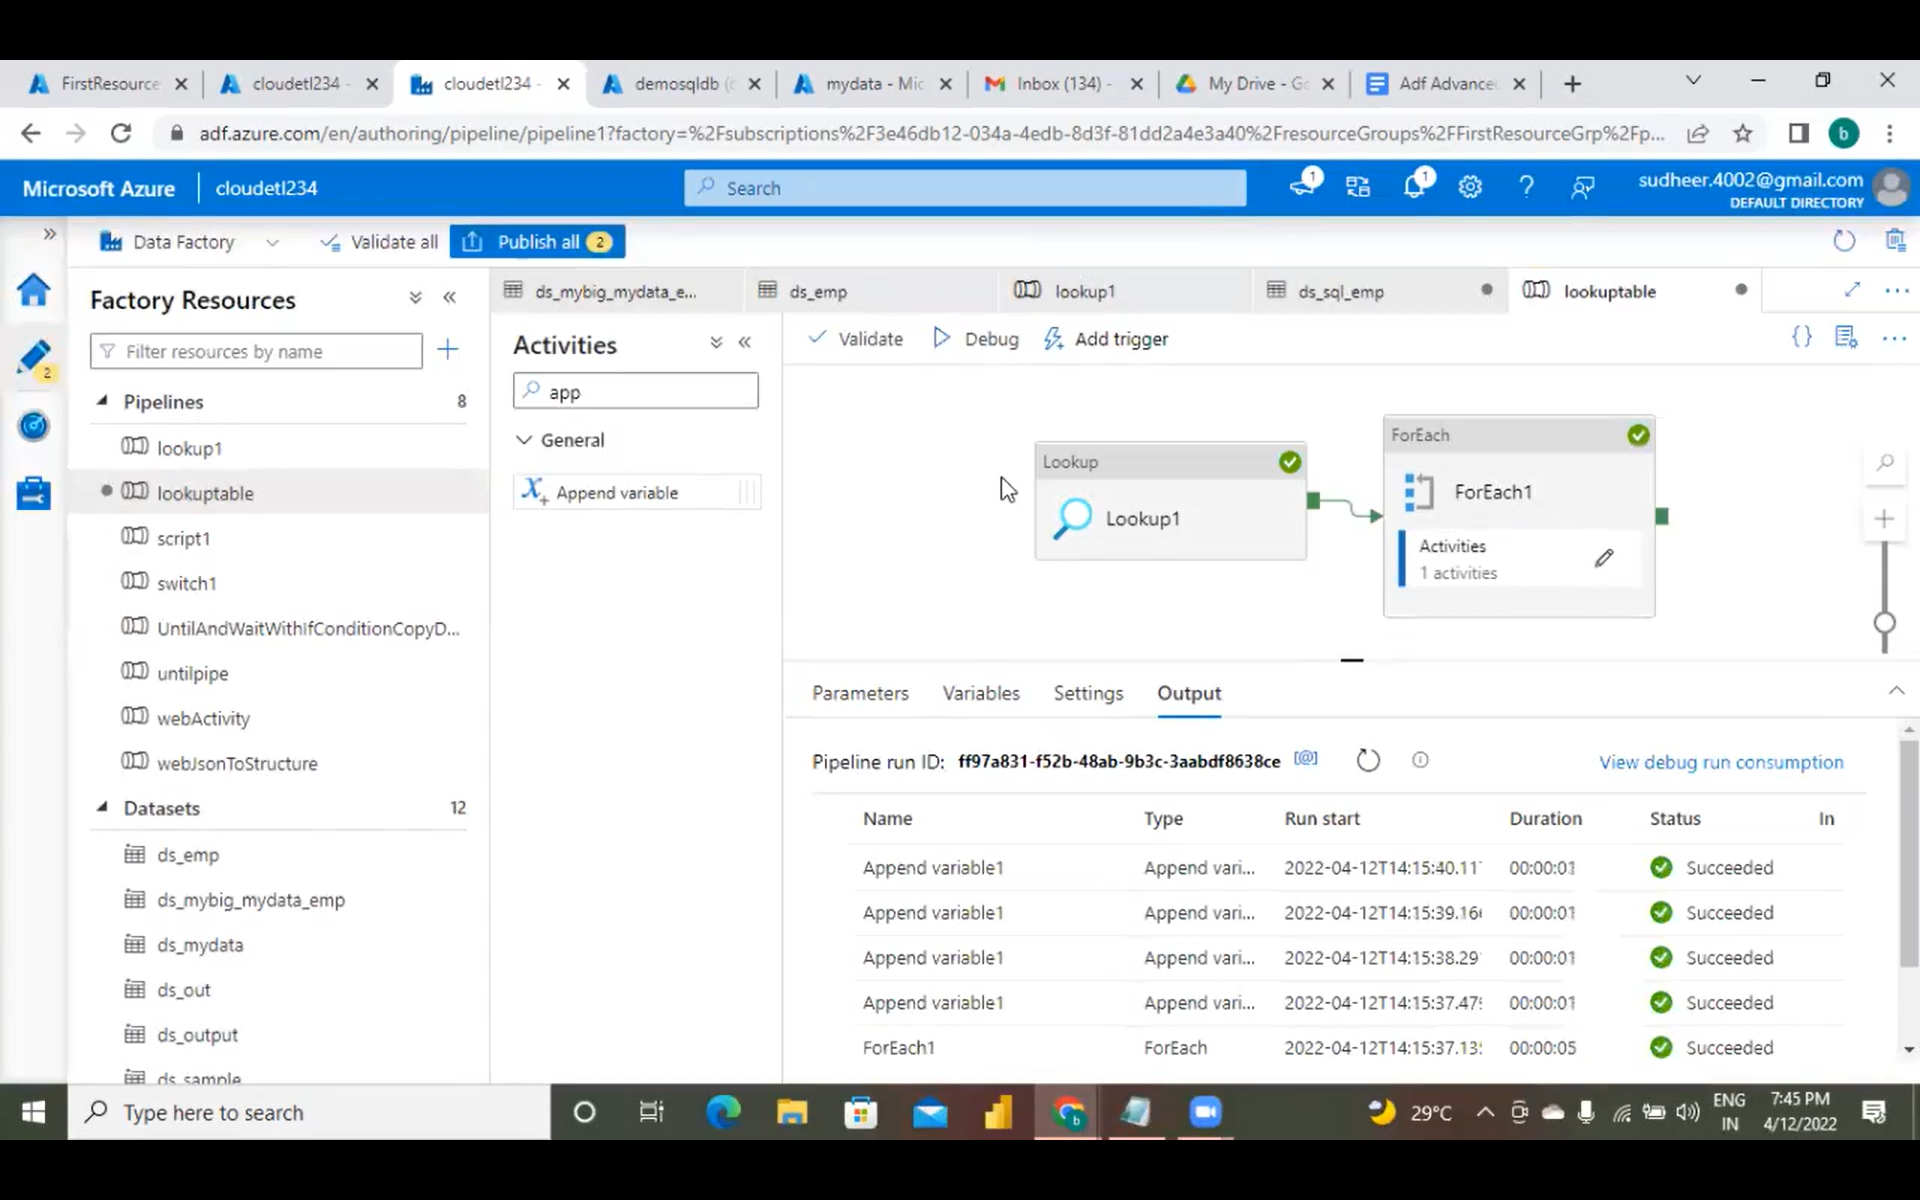 FirstResource
cloudetl234 -
cloudetl234 -
demosqldb (c
mydata - Mic
Inbox (134) -
My Drive - Go
Adf Advance
adf.azure.com/en/authoring/pipeline/pipeline1?factory=%2Fsubscriptions%2F3e46db12-034a-4edb-8d3f-81dd2a4e3a40%2FresourceGroups%2FFirstResourceGrp%2Fp...
b
Microsoft Azure
cloudetl234
Search
1
1
sudheer.4002@gmail.com
DEFAULT DIRECTORY
Data Factory
Validate all
Publish all 2
Factory Resources
Filter resources by name
2
Pipelines 8
lookup1
lookuptable
script1
switch1
UntilAndWaitWithIfConditionCopyD...
untilpipe
webActivity
webJsonToStructure
Datasets 12
ds_emp
ds_mybig_mydata_emp
ds_mydata
ds_out
ds_output
ds_sample
ds_mybig_mydata_e...
ds_emp
lookup1
ds_sql_emp
lookuptable
Activities
app
General
Append variable
Validate
Debug
Add trigger
Lookup
Lookup1
ForEach
ForEach1
Activities
1 activities
Parameters Variables Settings Output
Pipeline run ID: ff97a831-f52b-48ab-9b3c-3aabdf8638ce
View debug run consumption
Name Type Run start Duration Status In
Append variable1 Append vari... 2022-04-12T14:15:40.11 00:00:01 Succeeded
Append variable1 Append vari... 2022-04-12T14:15:39.16 00:00:01 Succeeded
Append variable1 Append vari... 2022-04-12T14:15:38.29 00:00:01 Succeeded
Append variable1 Append vari... 2022-04-12T14:15:37.47 00:00:01 Succeeded
ForEach1 ForEach 2022-04-12T14:15:37.13 00:00:05 Succeeded
Type here to search
29°C
ENG
IN
7:45 PM
4/12/2022